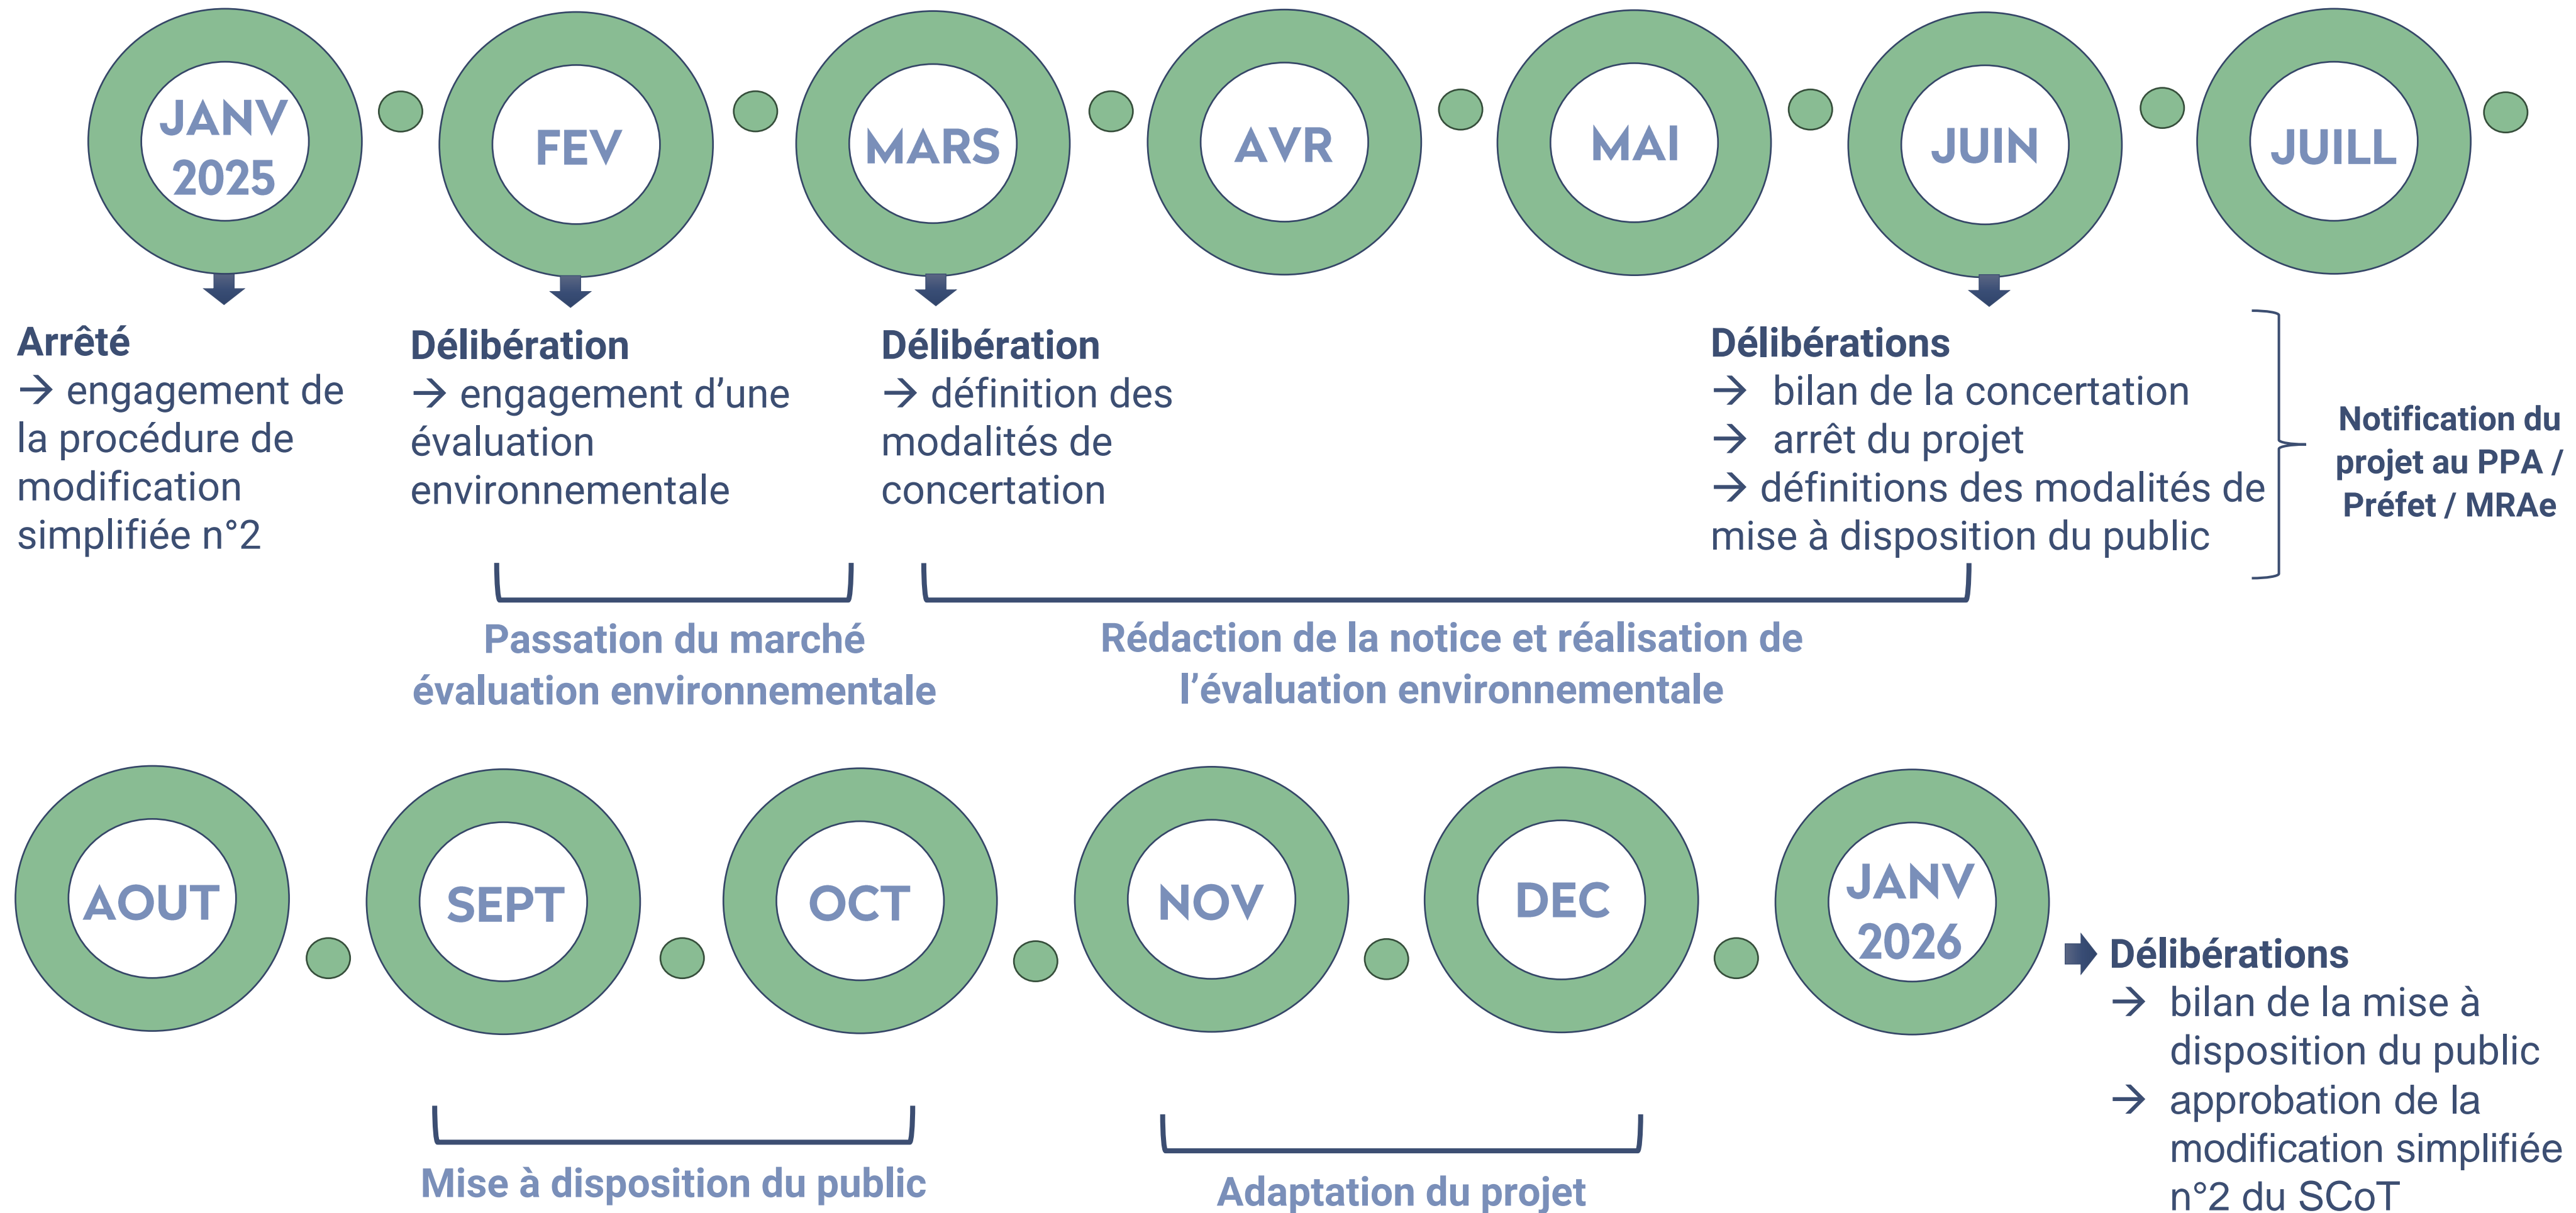 JANV
2025
FEV
MARS
AVR
MAI
JUIN
JUILL
Arrêté
→ engagement de
la procédure de
modification
simplifiée n°2
Délibération
→ engagement d’une
évaluation
environnementale
Délibération
→ définition des
modalités de
concertation
Délibérations
→ bilan de la concertation
→ arrêt du projet
→ définitions des modalités de
mise à disposition du public
Notification du
projet au PPA /
Préfet / MRAe
Passation du marché
évaluation environnementale
Rédaction de la notice et réalisation de
l’évaluation environnementale
AOUT
SEPT
OCT
NOV
DEC
JANV
2026
Délibérations
→ bilan de la mise à
disposition du public
→ approbation de la
modification simplifiée
n°2 du SCoT
Mise à disposition du public
Adaptation du projet